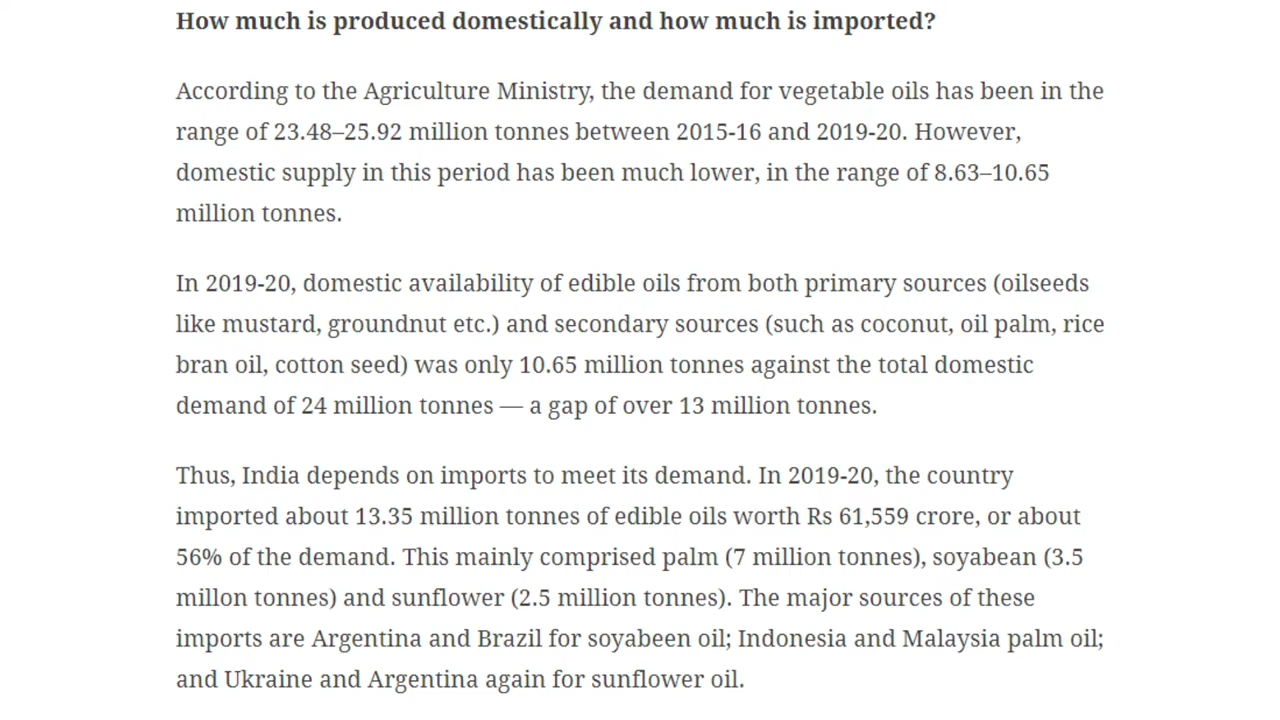 How much is produced domestically and how much is imported?
According to the Agriculture Ministry, the demand for vegetable oils has been in the
range of 23.48–25.92 million tonnes between 2015-16 and 2019-20. However,
domestic supply in this period has been much lower, in the range of 8.63–10.65
million tonnes.
In 2019-20, domestic availability of edible oils from both primary sources (oilseeds
like mustard, groundnut etc.) and secondary sources (such as coconut, oil palm, rice
bran oil, cotton seed) was only 10.65 million tonnes against the total domestic
demand of 24 million tonnes — a gap of over 13 million tonnes.
Thus, India depends on imports to meet its demand. In 2019-20, the country
imported about 13.35 million tonnes of edible oils worth Rs 61,559 crore, or about
56% of the demand. This mainly comprised palm (7 million tonnes), soyabean (3.5
millon tonnes) and sunflower (2.5 million tonnes). The major sources of these
imports are Argentina and Brazil for soyabeen oil; Indonesia and Malaysia palm oil;
and Ukraine and Argentina again for sunflower oil.